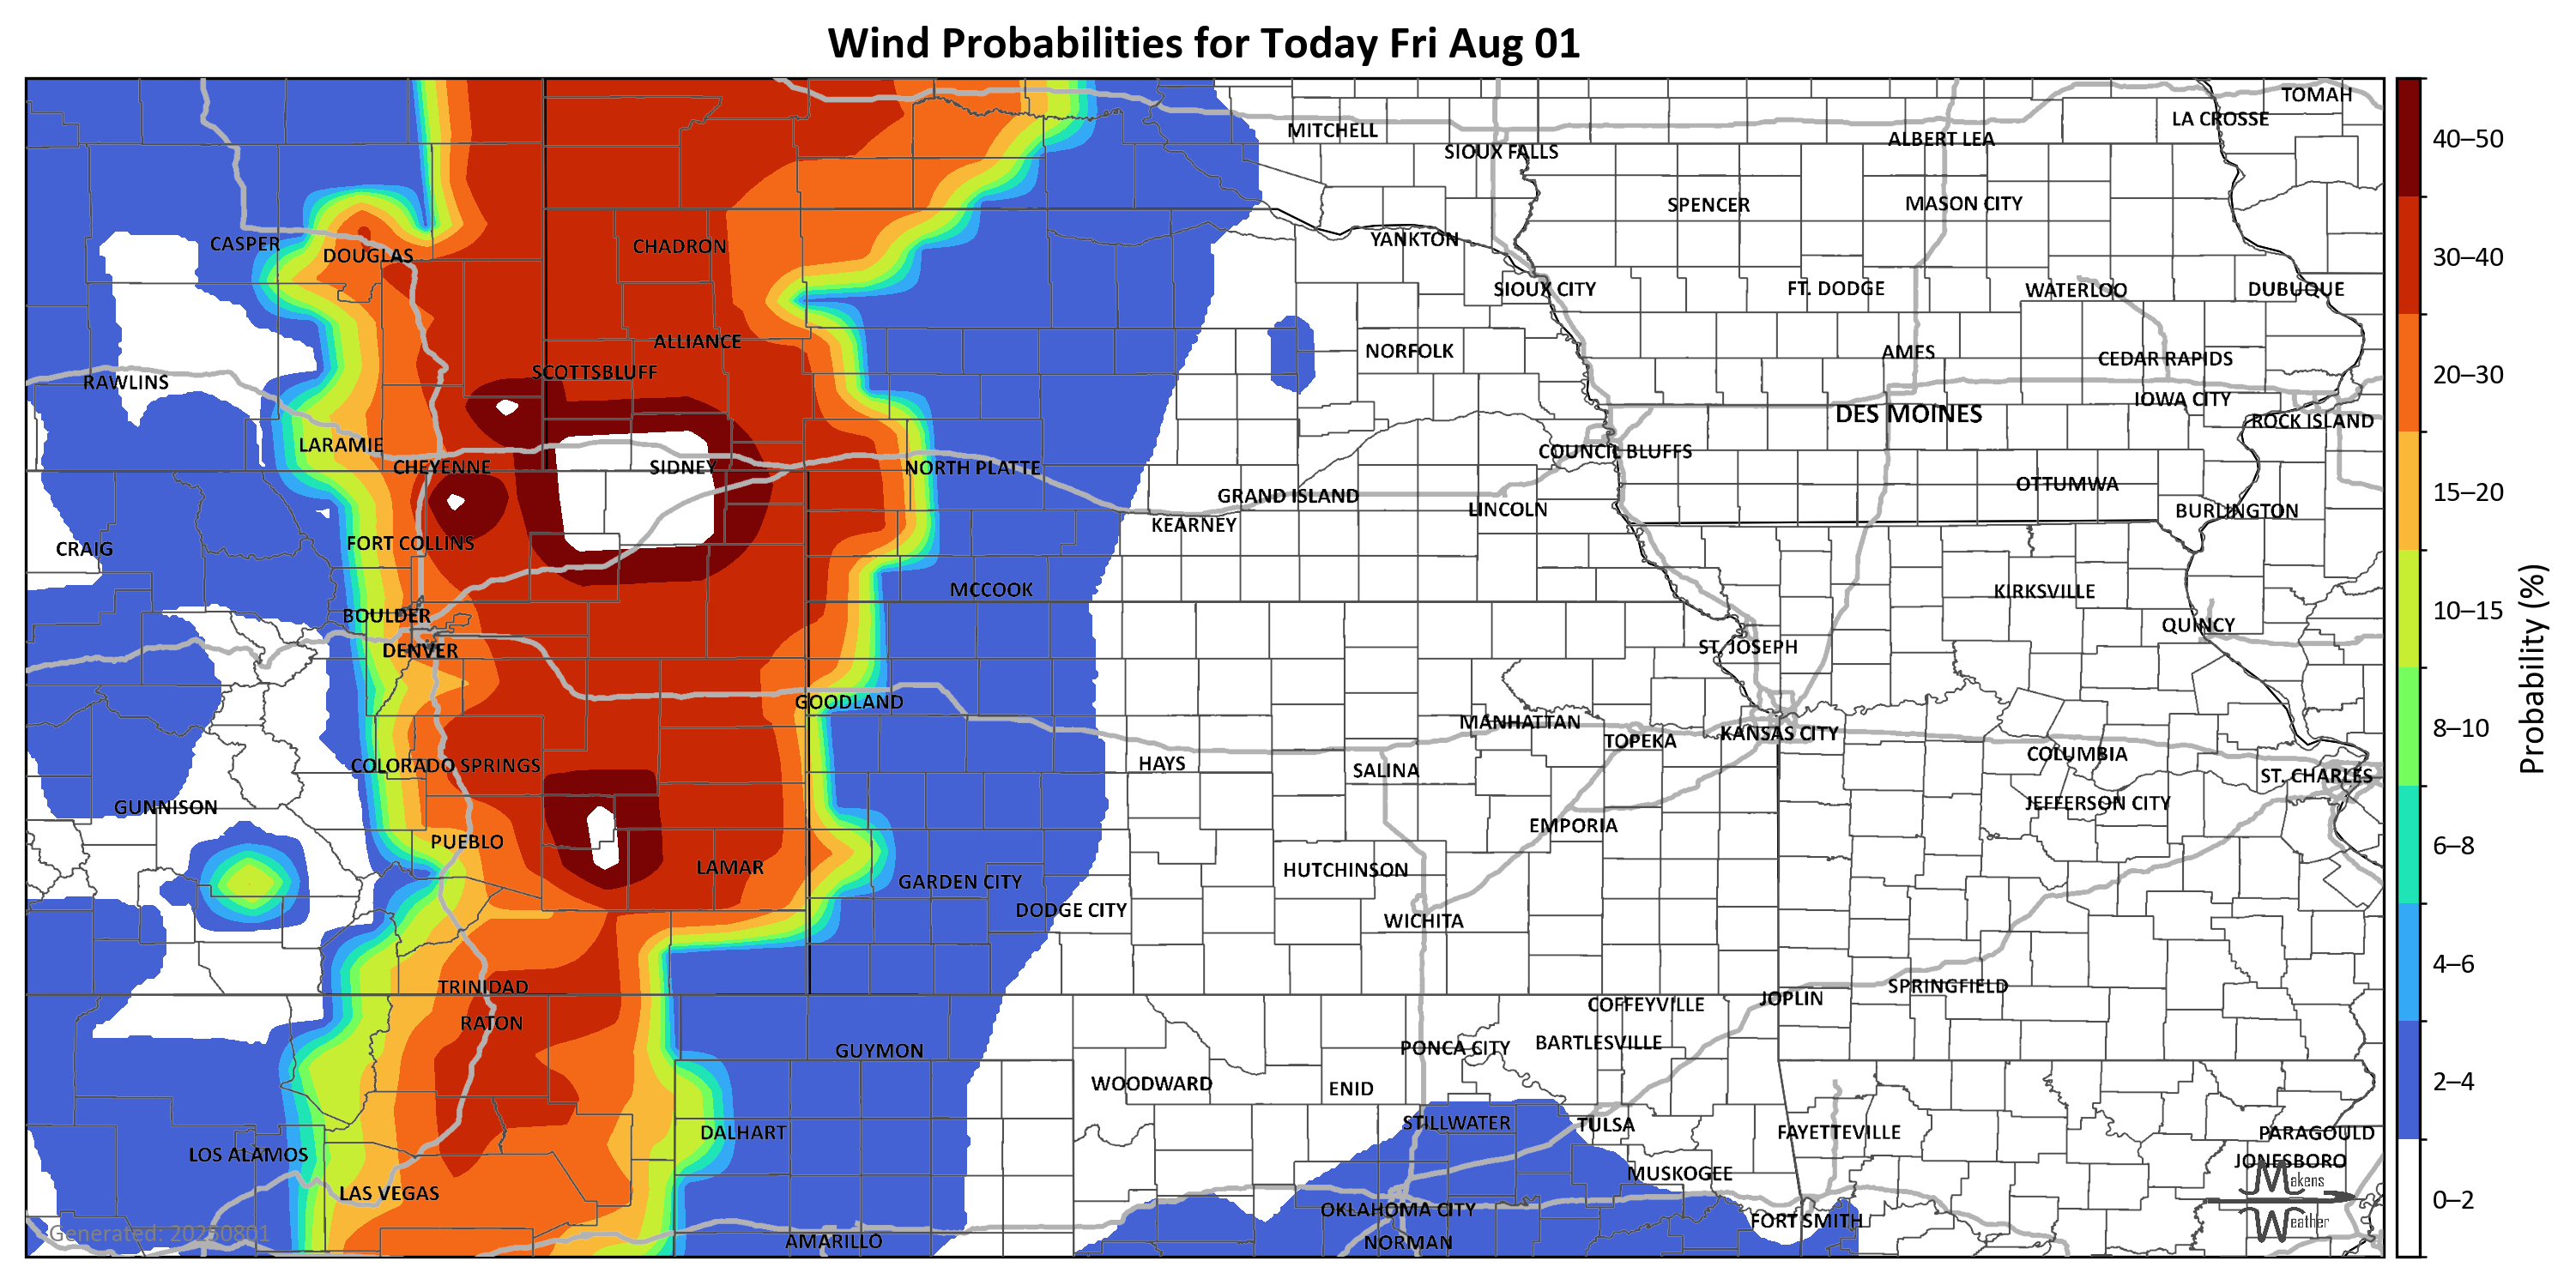 Wind Probabilities for Today Fri Aug 01
TOMAH
LA CROSSE
MITCHELL
ALBERT LEA
SIOUX FALLS
SPENCER
MASON CITY
CASPER
DOUGLAS
CHADRON
YANKTON
SIOUX CITY
FT. DODGE
WATERLOO
DUBUQUE
ALLIANCE
NORFOLK
AMES
CEDAR RAPIDS
RAWLINS
SCOTTSBLUFF
IOWA CITY
DES MOINES
ROCK ISLAND
LARAMIE
COUNCIL BLUFFS
CHEYENNE
SIDNEY
NORTH PLATTE
OTTUMWA
GRAND ISLAND
LINCOLN
BURLINGTON
KEARNEY
CRAIG
FORT COLLINS
MCCOOK
KIRKSVILLE
BOULDER
QUINCY
DENVER
ST. JOSEPH
GOODLAND
MANHATTAN
TOPEKA
KANSAS CITY
COLUMBIA
COLORADO SPRINGS
HAYS
SALINA
ST. CHARLES
GUNNISON
JEFFERSON CITY
EMPORIA
PUEBLO
LAMAR
HUTCHINSON
GARDEN CITY
DODGE CITY
WICHITA
TRINIDAD
SPRINGFIELD
JOPLIN
COFFEYVILLE
RATON
BARTLESVILLE
GUYMON
PONCA CITY
WOODWARD
ENID
STILLWATER
TULSA
DALHART
FAYETTEVILLE
PARAGOULD
LOS ALAMOS
JONESBORO
MUSKOGEE
LAS VEGAS
OKLAHOMA CITY
FORT SMITH
AMARILLO
NORMAN
Generated: 20250801
Makens
Weather
40–50
30–40
20–30
15–20
10–15
8–10
6–8
4–6
2–4
0–2
Probability (%)